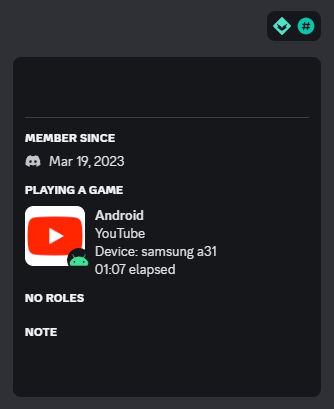 #
MEMBER SINCE
Mar 19, 2023
PLAYING A GAME
Android
YouTube
Device: samsung a31
01:07 elapsed
NO ROLES
NOTE